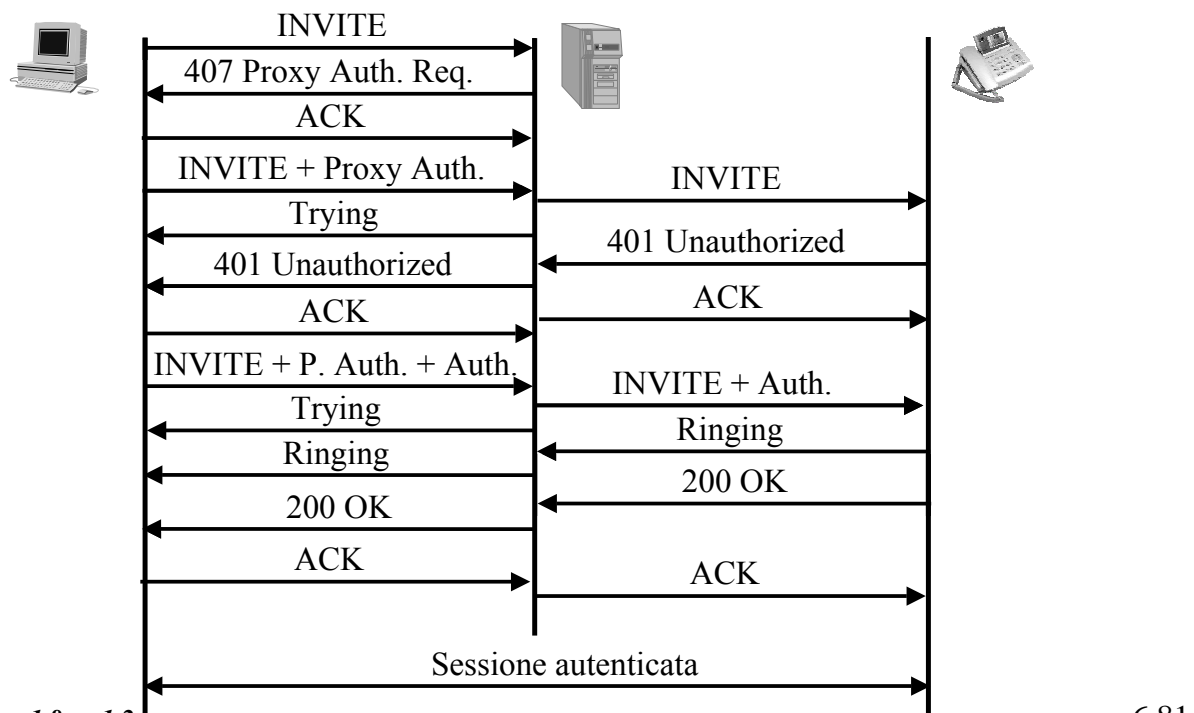 INVITE
407 Proxy Auth. Req.
ACK
INVITE + Proxy Auth.
INVITE
Trying
401 Unauthorized
401 Unauthorized
ACK
ACK
INVITE + P. Auth. + Auth.
INVITE + Auth.
Trying
Ringing
Ringing
200 OK
200 OK
ACK
ACK
Sessione autenticata